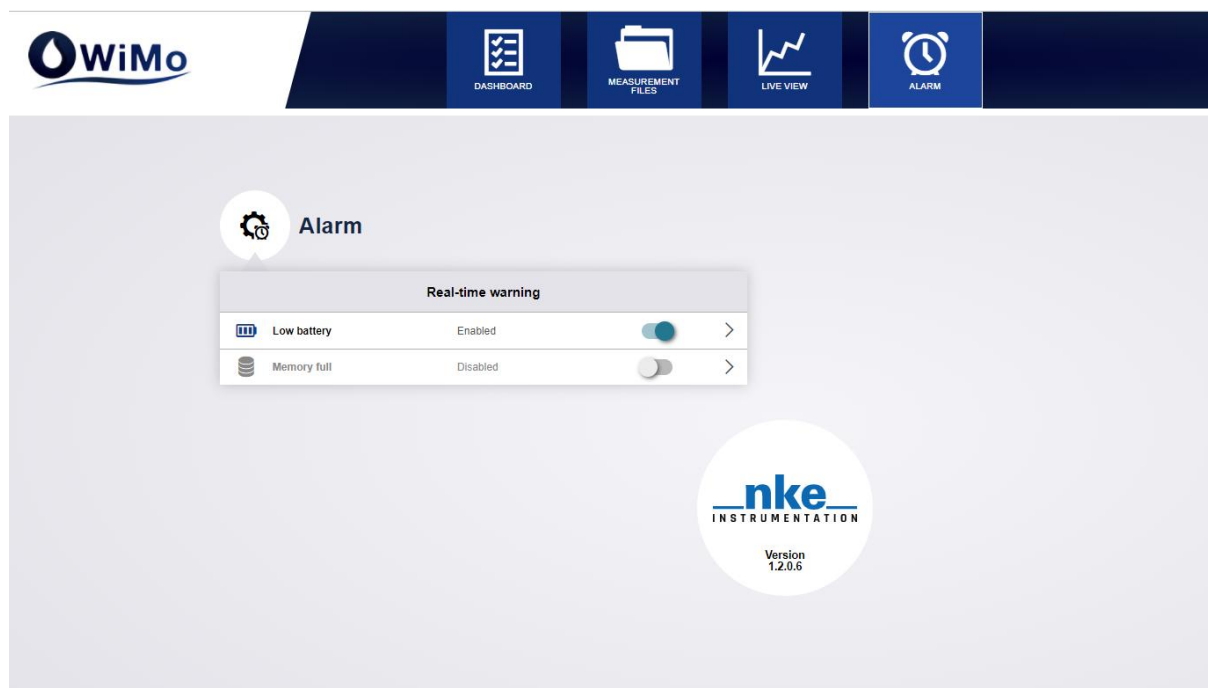 WiMo
DASHBOARD
MEASUREMENT
FILES
LIVE VIEW
ALARM
Alarm
Real-time warning
Low battery Enabled
Memory full Disabled
nke
INSTRUMENTATION
Version
1.2.0.6